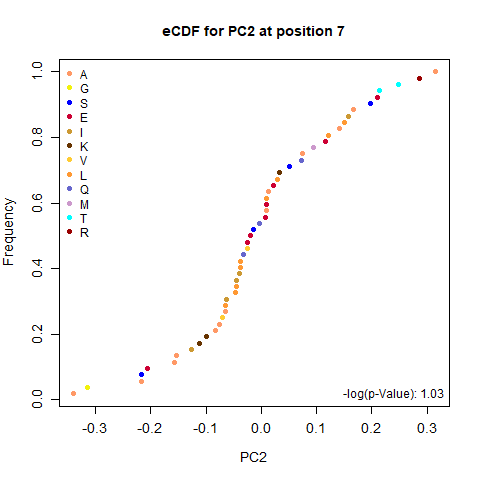 eCDF for PC2 at position 7
Frequency
1.0
0.8
0.6
0.4
0.2
0.0
A
G
S
E
I
K
V
L
Q
M
T
R
-log(p-Value): 1.03
-0.3 -0.2 -0.1 0.0 0.1 0.2 0.3
PC2